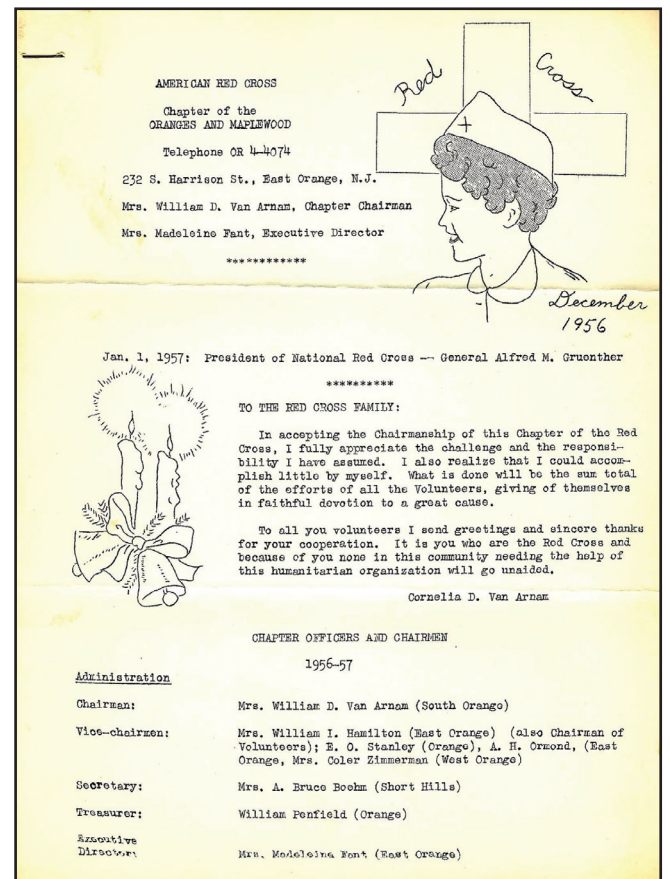 Red Cross
AMERICAN RED CROSS
Chapter of the
ORANGES AND MAPLEWOOD
Telephone OR 4-4074
232 S. Harrison St., East Orange, N.J.
Mrs. William D. Van Arnam, Chapter Chairman
Mrs. Madeleine Fant, Executive Director
************
December
1956
Jan. 1, 1957: President of National Red Cross -- General Alfred M. Gruenther
**********
TO THE RED CROSS FAMILY:
In accepting the Chairmanship of this Chapter of the Red
Cross, I fully appreciate the challenge and the responsi-
bility I have assumed. I also realize that I could accom-
plish little by myself. What is done will be the sum total
of the efforts of all the Volunteers, giving of themselves
in faithful devotion to a great cause.
To all you volunteers I send greetings and sincere thanks
for your cooperation. It is you who are the Red Cross and
because of you none in this community needing the help of
this humanitarian organization will go unaided.
Cornelia D. Van Arnam
CHAPTER OFFICERS AND CHAIRMEN
1956-57
Administration
Chairman: Mrs. William D. Van Arnam (South Orange)
Vice-chairmen: Mrs. William I. Hamilton (East Orange) (also Chairman of
Volunteers); E. O. Stanley (Orange), A. H. Ormond, (East
Orange, Mrs. Coler Zimmerman (West Orange)
Secretary: Mrs. A. Bruce Boehm (Short Hills)
Treasurer: William Penfield (Orange)
Executive
Director: Mrs. Madeleine Fant (East Orange)